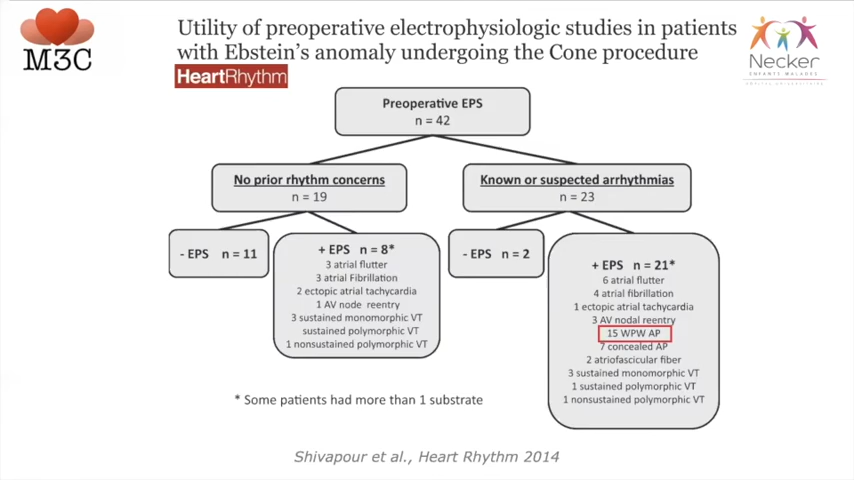 M3C
Utility of preoperative electrophysiologic studies in patients
with Ebstein's anomaly undergoing the Cone procedure
HeartRhythm
Necker
ENFANTS MALADES
Preoperative EPS
n = 42
No prior rhythm concerns
n = 19
Known or suspected arrhythmias
n = 23
- EPS n = 11
+ EPS n = 8*
3 atrial flutter
3 atrial Fibrillation
2 ectopic atrial tachycardia
1 AV node reentry
3 sustained monomorphic VT
sustained polymorphic VT
1 nonsustained polymorphic VT
- EPS n = 2
+ EPS n = 21*
6 atrial flutter
4 atrial fibrillation
1 ectopic atrial tachycardia
3 AV nodal reentry
15 WPW AP
7 concealed AP
2 atriofascicular fiber
3 sustained monomorphic VT
1 sustained polymorphic VT
1 nonsustained polymorphic VT
* Some patients had more than 1 substrate
Shivapour et al., Heart Rhythm 2014